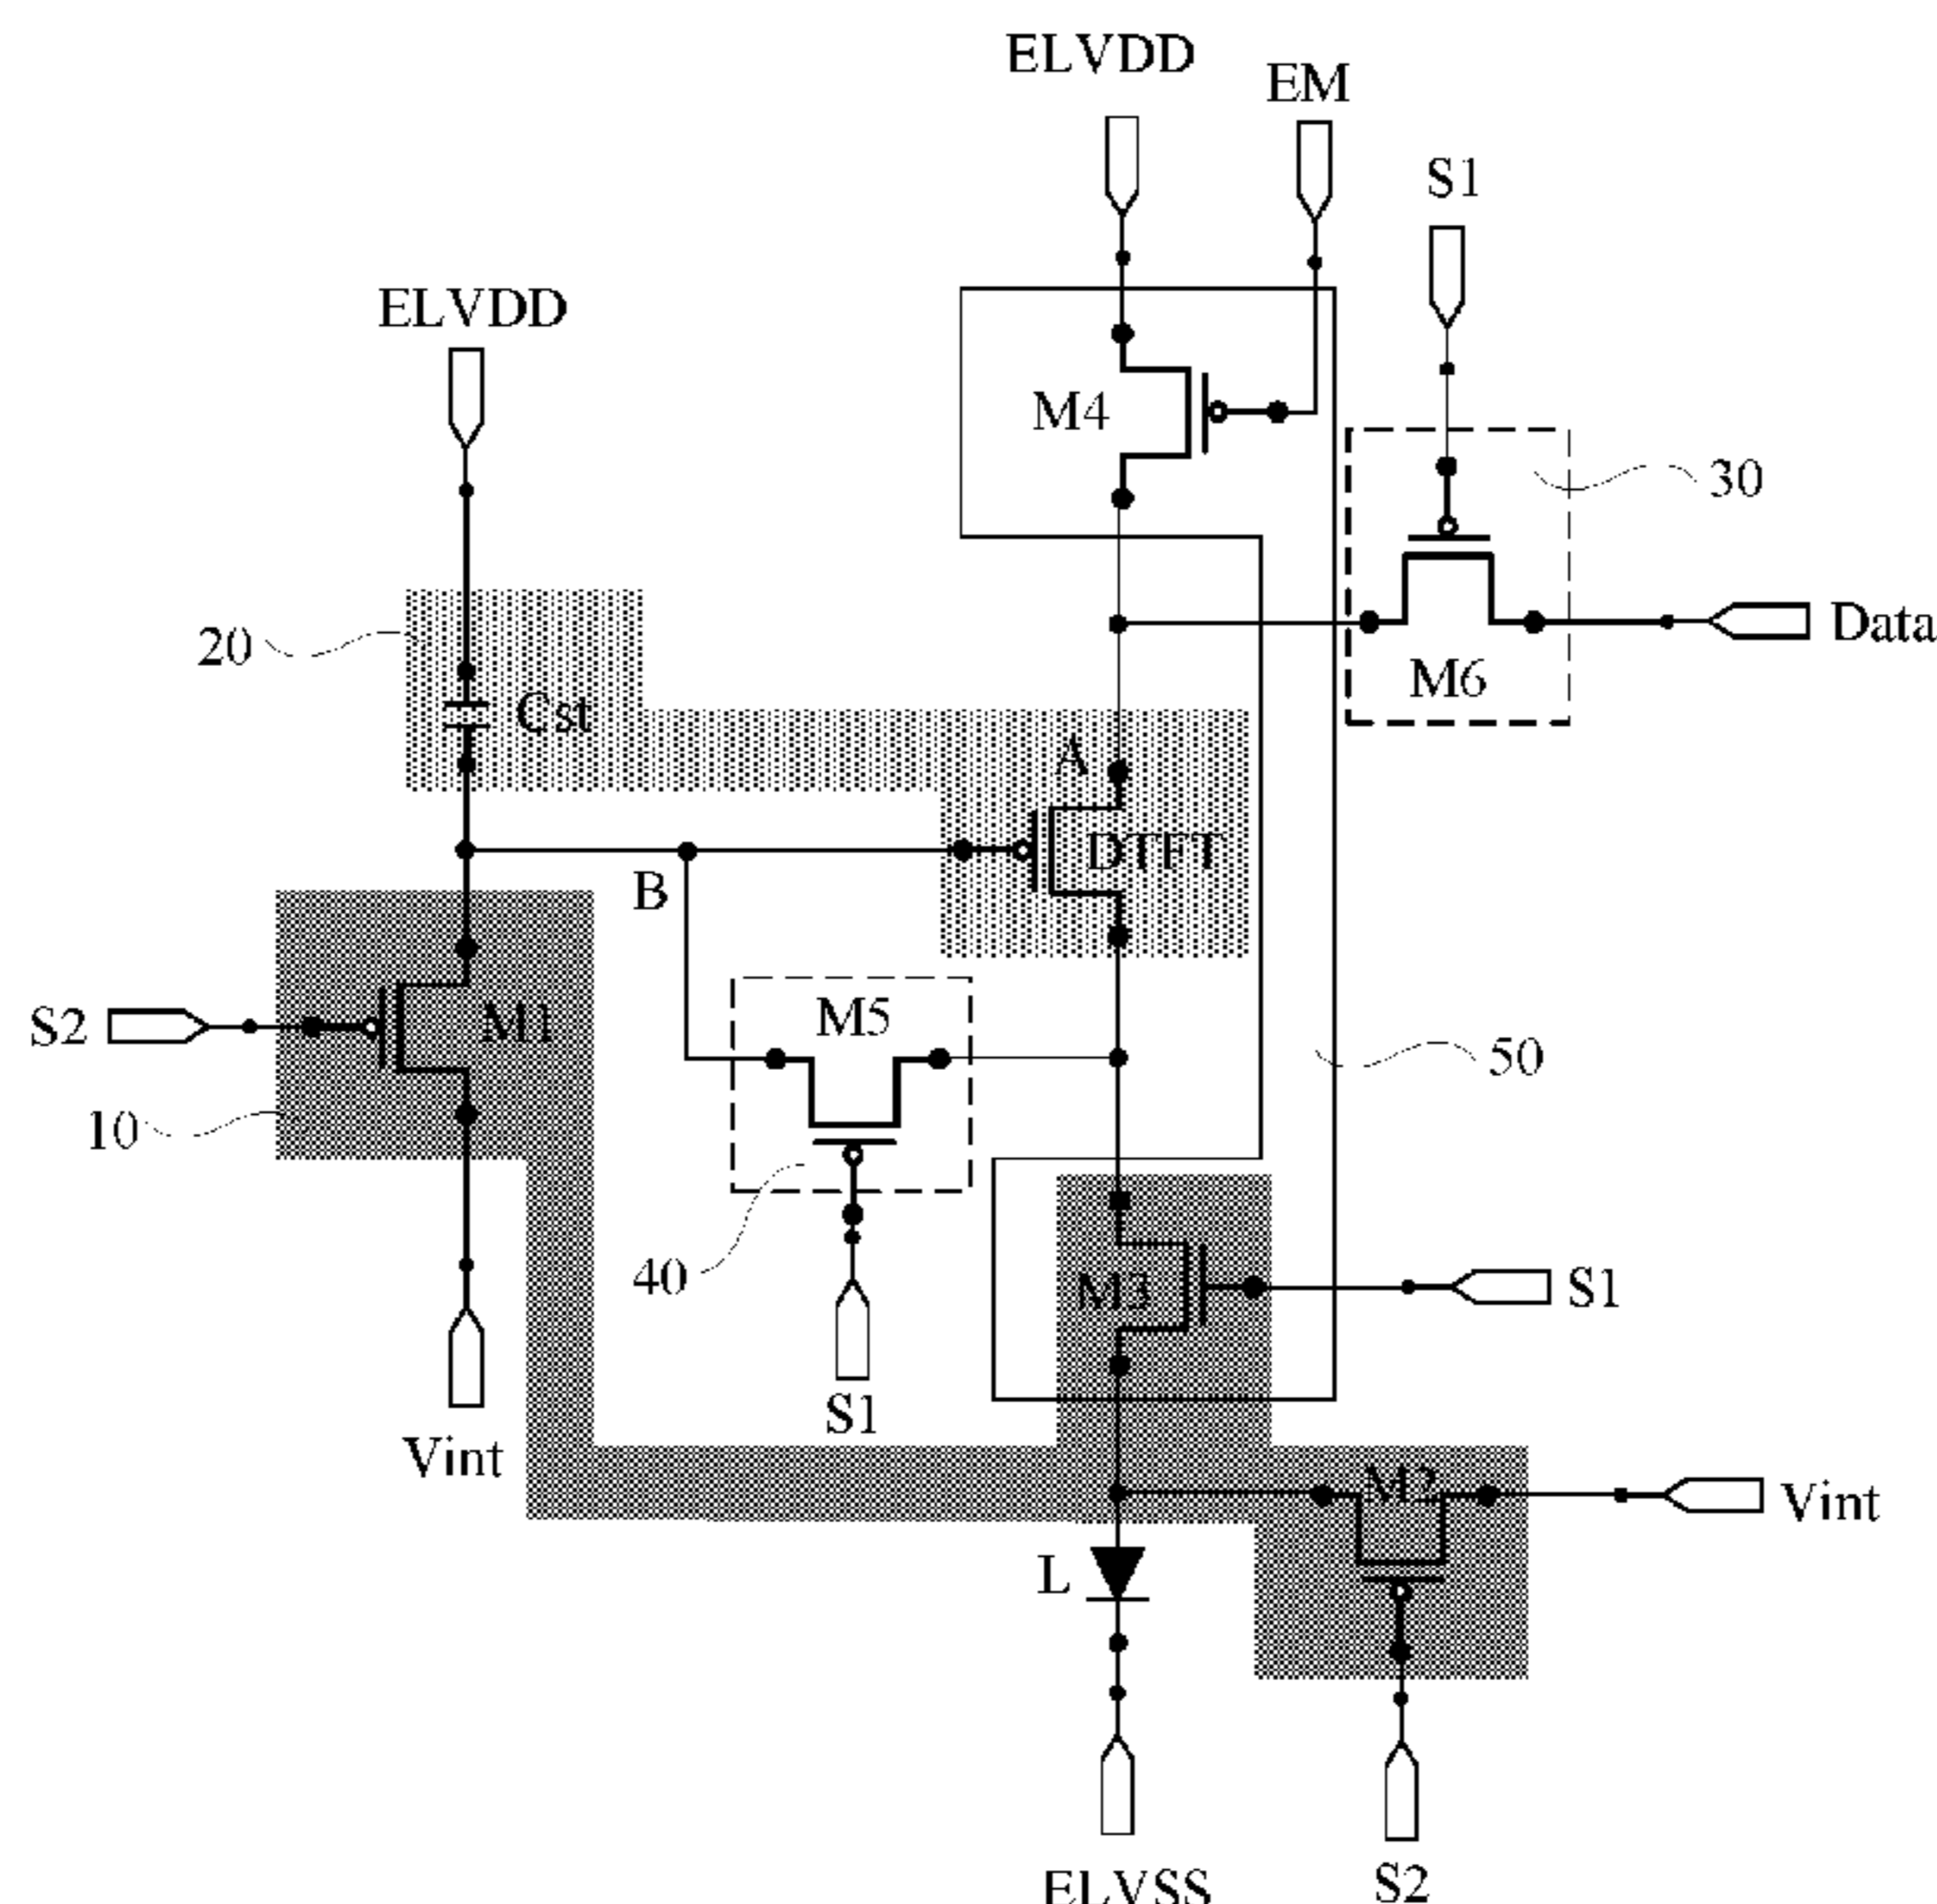 ELVDD
EM
S1
ELVDD
M4
30
20
Cst
Data
M6
A
DTFT
B
M5
S2
M1
50
10
40
M3
S1
S1
Vint
M2
Vint
L
ELVSS
S2